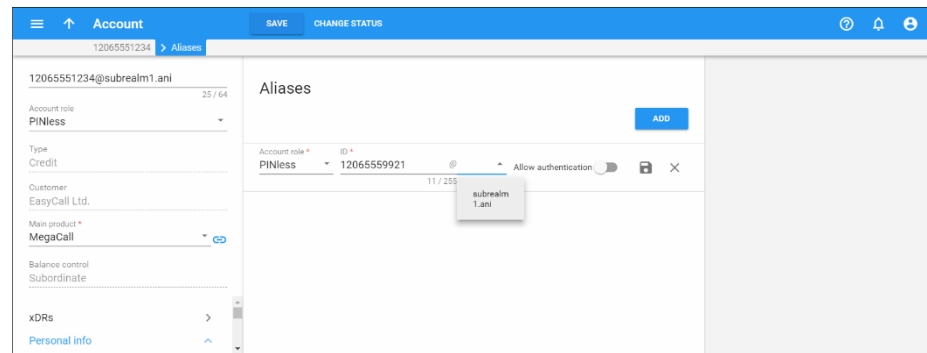 Account
SAVE
CHANGE STATUS
12065551234
Aliases
12065551234@subrealm1.ani
25 / 64
Account role
PINless
Type
Credit
Customer
EasyCall Ltd.
Main product *
MegaCall
Balance control
Subordinate
xDRs
Personal info
Aliases
ADD
Account role *
PINless
ID *
12065559921
@
11 / 255
Allow authentication
subrealm
1.ani